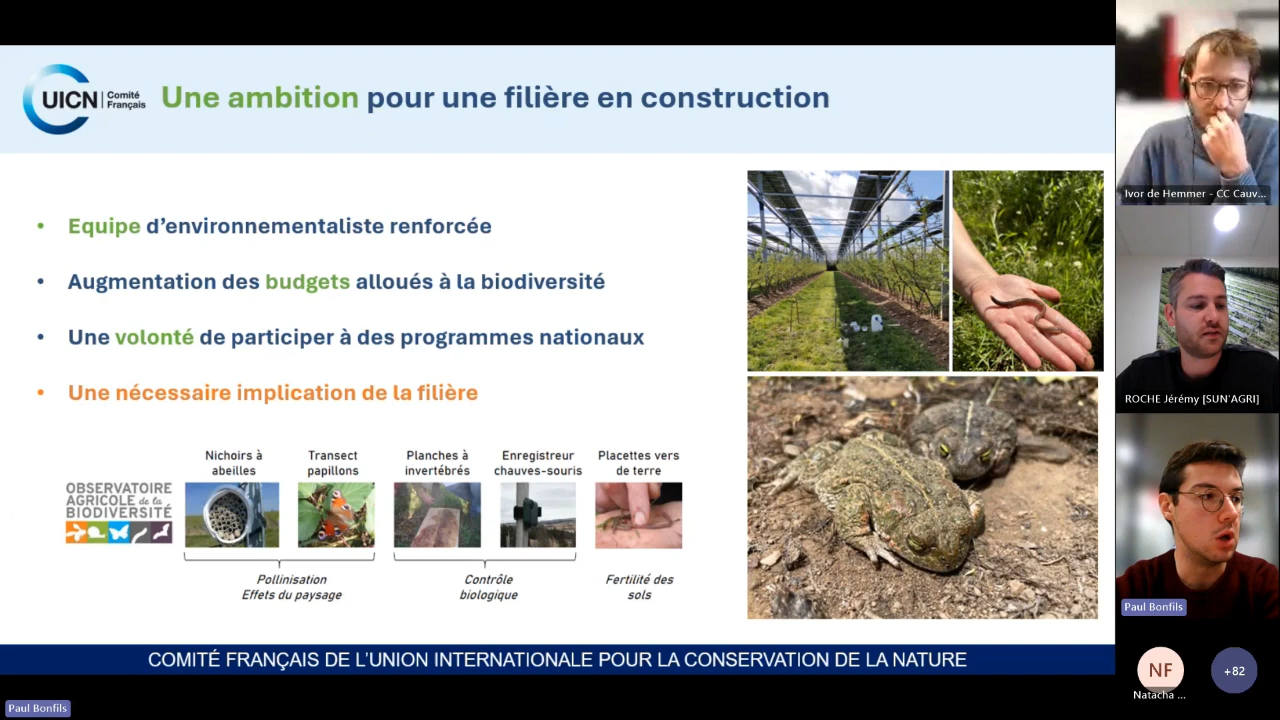 UICN Comité
Français
Une ambition pour une filière en construction
• Equipe d'environnementaliste renforcée
• Augmentation des budgets alloués à la biodiversité
• Une volonté de participer à des programmes nationaux
• Une nécessaire implication de la filière
OBSERVATOIRE
AGRICOLE de la
BIODIVERSITÉ
Nichoirs à
abeilles
Transect
papillons
Planches à
invertébrés
Enregistreur
chauves-souris
Placettes vers
de terre
Pollinisation
Effets du paysage
Contrôle
biologique
Fertilité des
sols
COMITÉ FRANÇAIS DE L'UNION INTERNATIONALE POUR LA CONSERVATION DE LA NATURE
Paul Bonfils
Ivor de Hemmer - CC Cauv...
ROCHE Jérémy [SUN'AGRI]
Paul Bonfils
NF
Natacha ...
+82